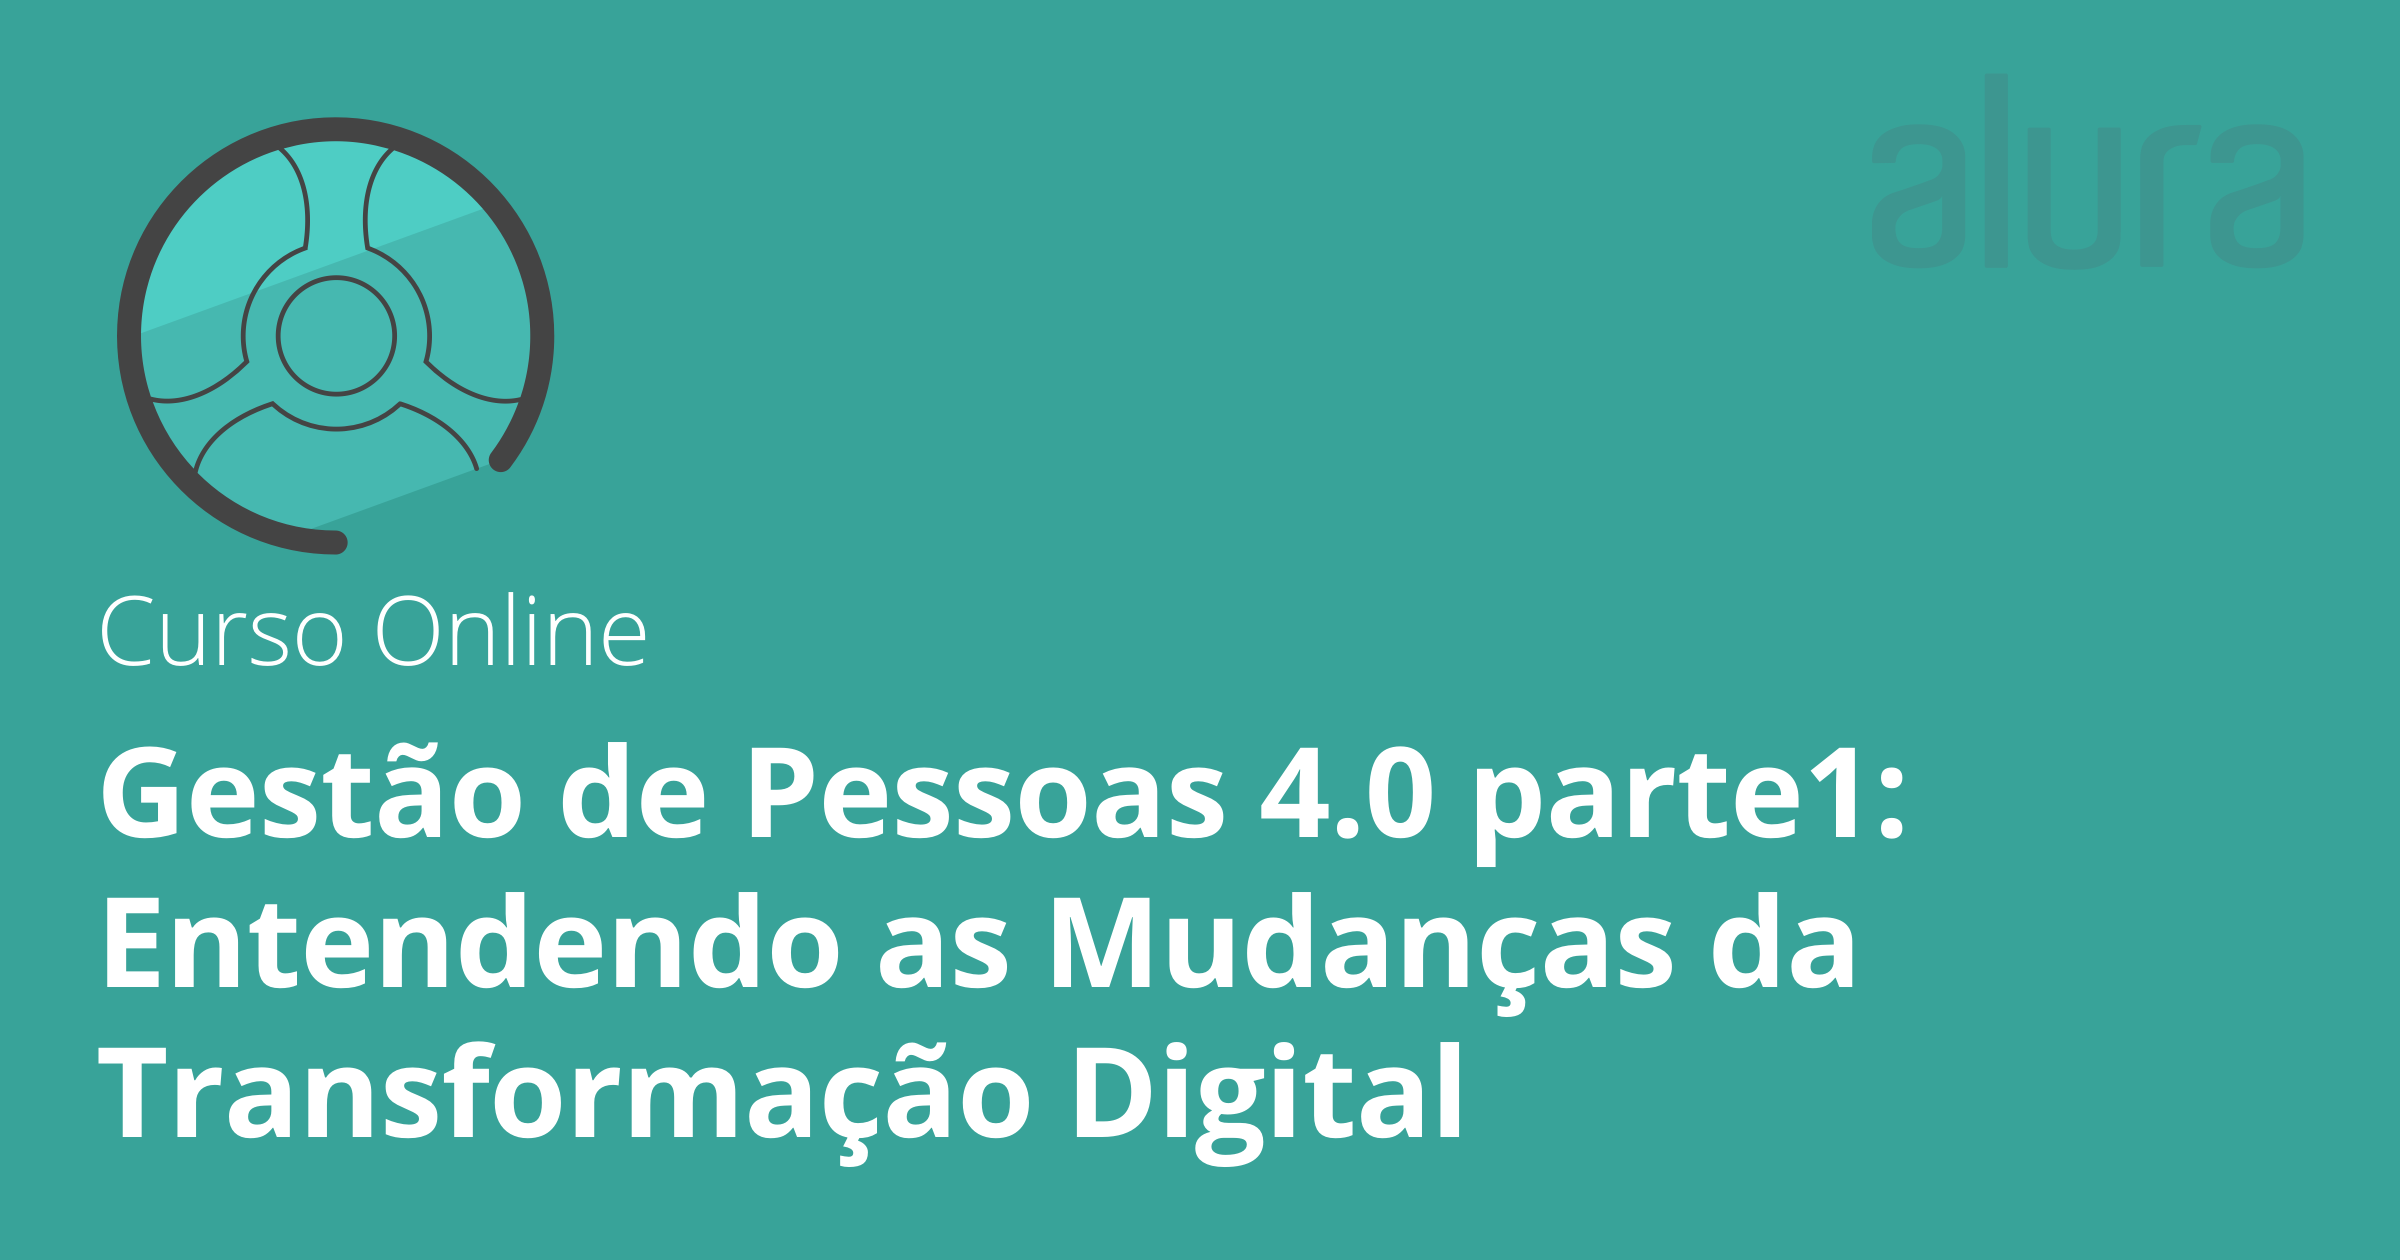 alura
Curso Online
Gestão de Pessoas 4.0 parte1:
Entendendo as Mudanças da
Transformação Digital